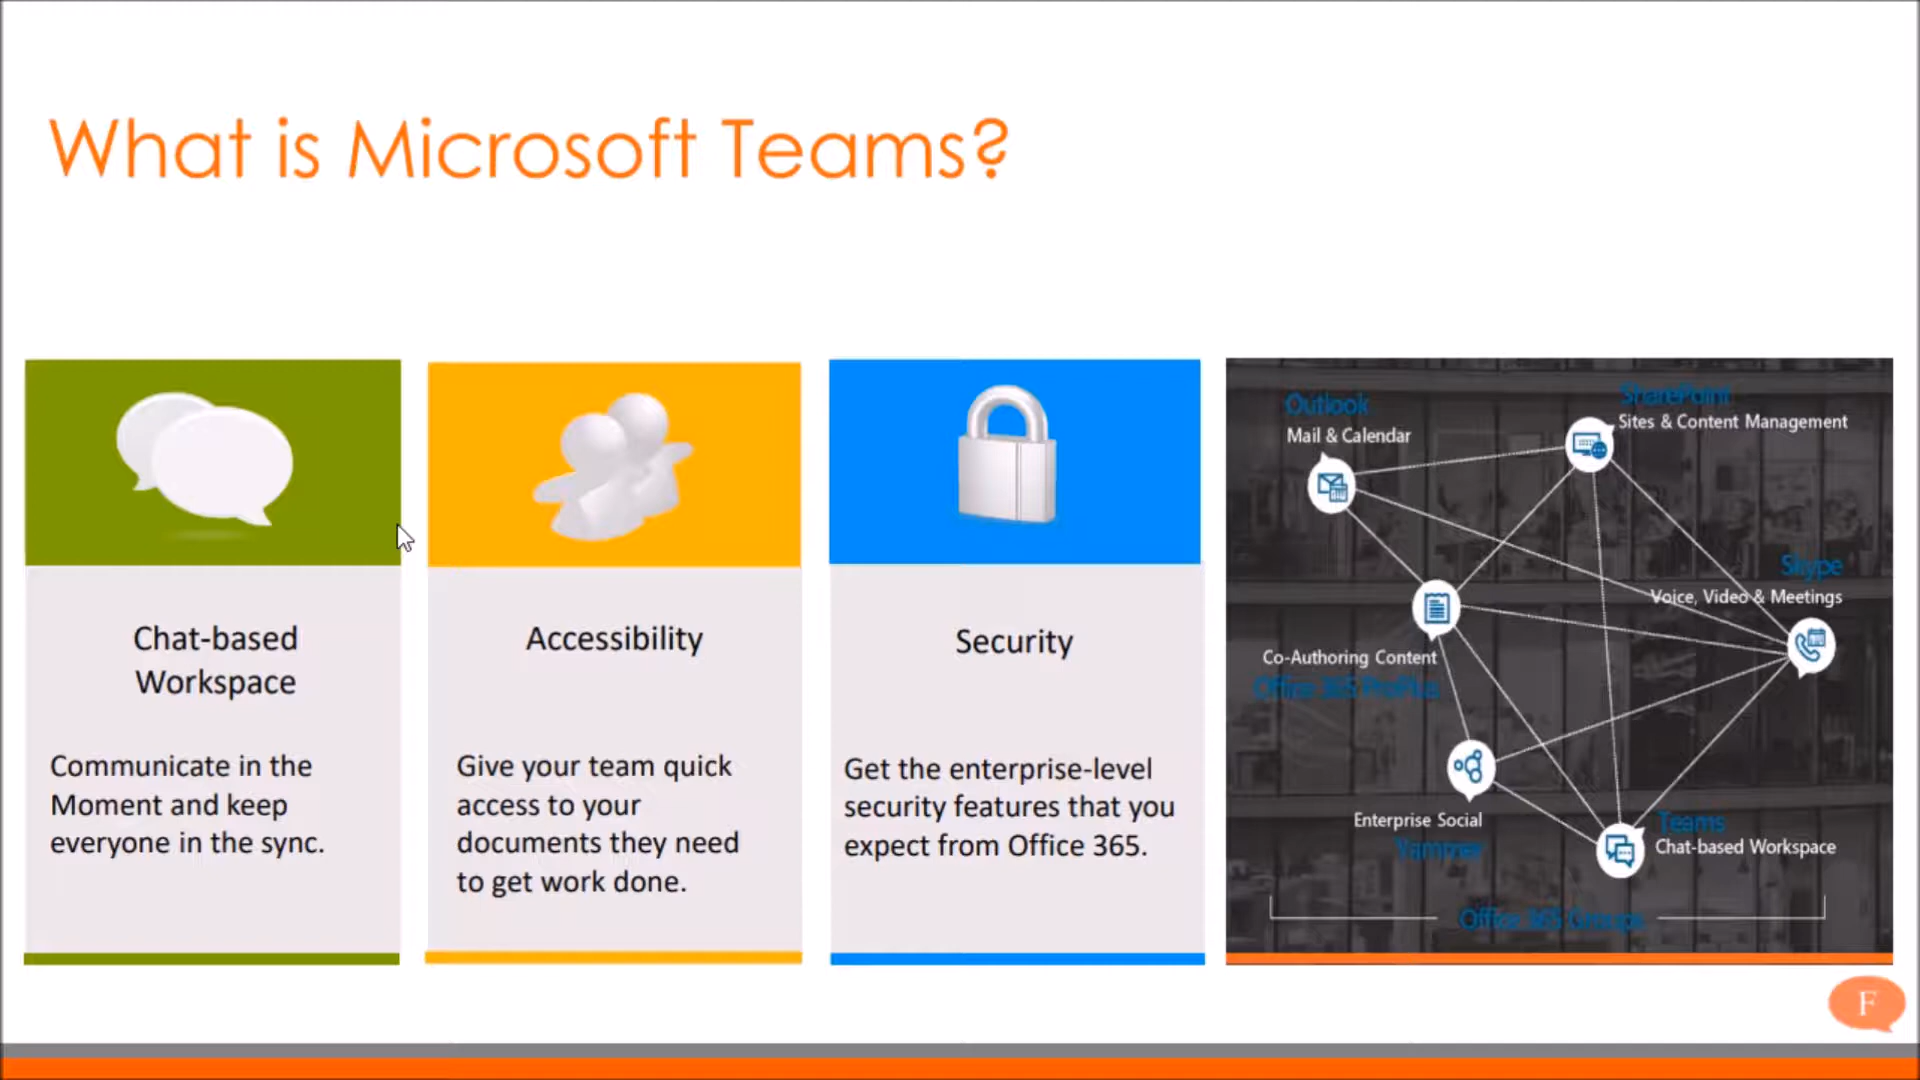 What is Microsoft Teams?
Chat-based
Workspace
Communicate in the
Moment and keep
everyone in the sync.
Accessibility
Give your team quick
access to your
documents they need
to get work done.
Security
Get the enterprise-level
security features that you
expect from Office 365.
Outlook
Mail & Calendar
SharePoint
Sites & Content Management
Skype
Voice, Video & Meetings
Co-Authoring Content
Office 365 ProPlus
Enterprise Social
Yammer
Teams
Chat-based Workspace
Office 365 Groups
F